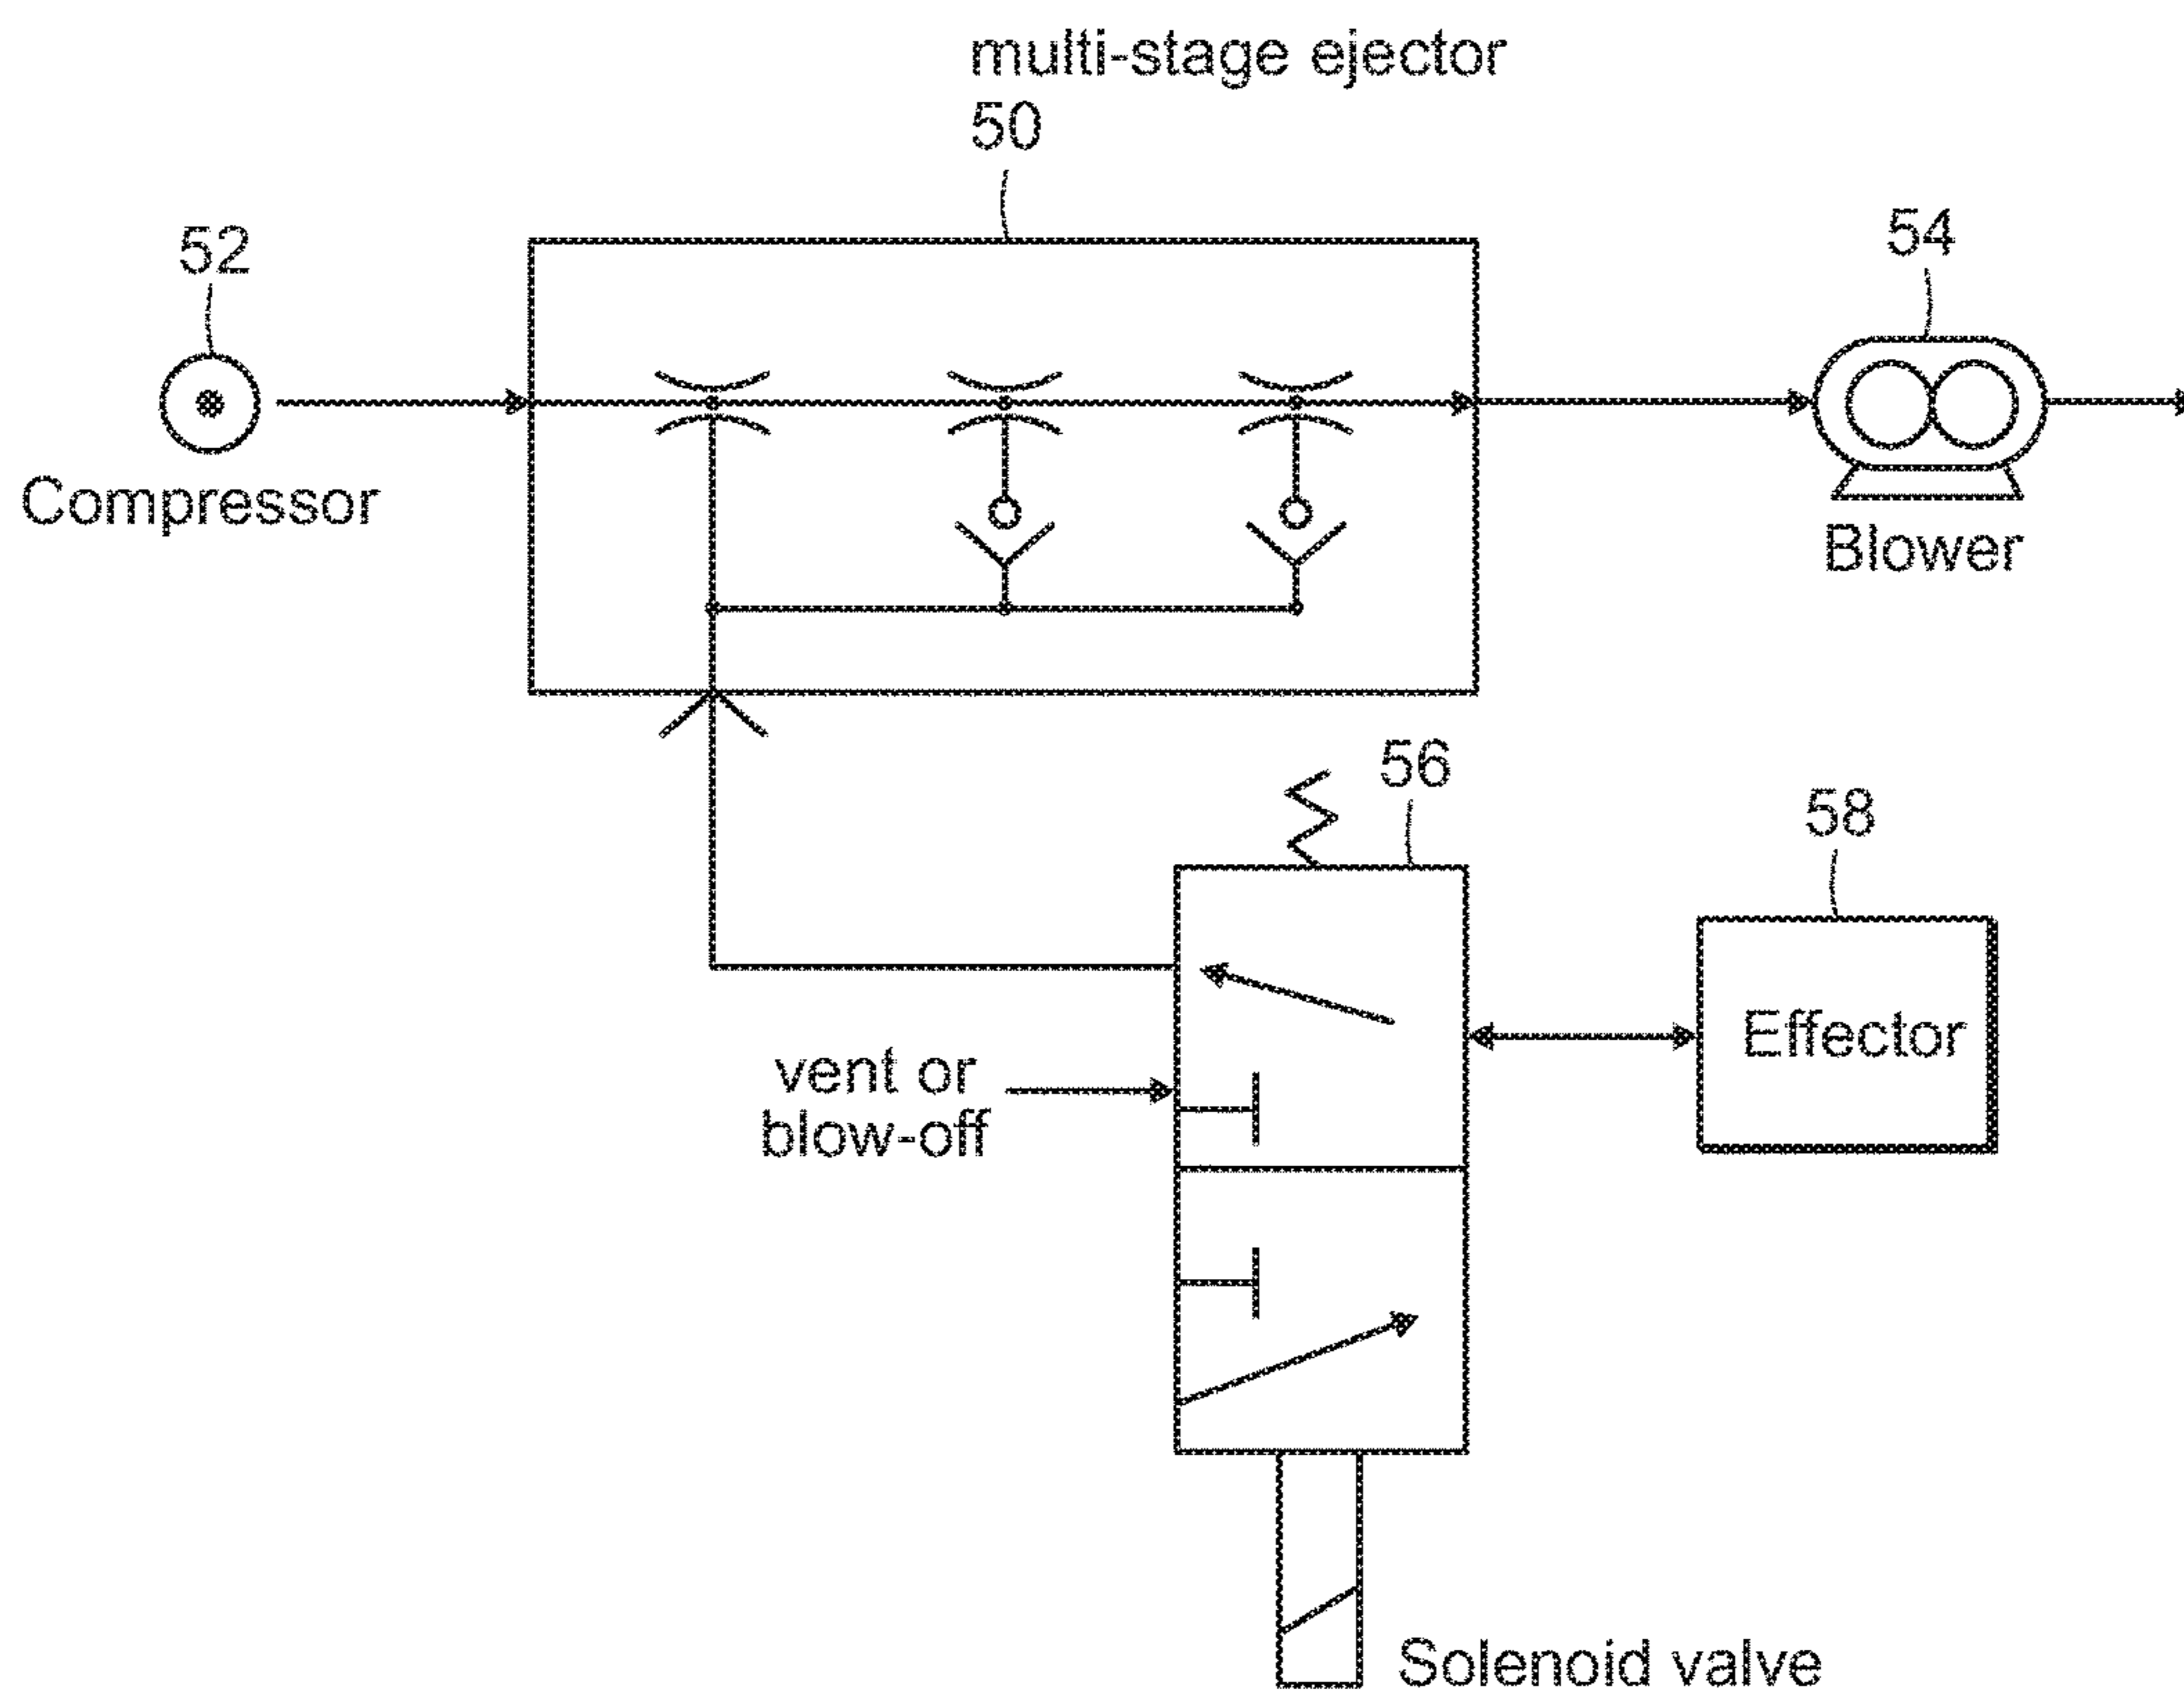 multi-stage ejector
50
52
54
Compressor
Blower
56
58
Effector
vent or
blow-off
Solenoid valve